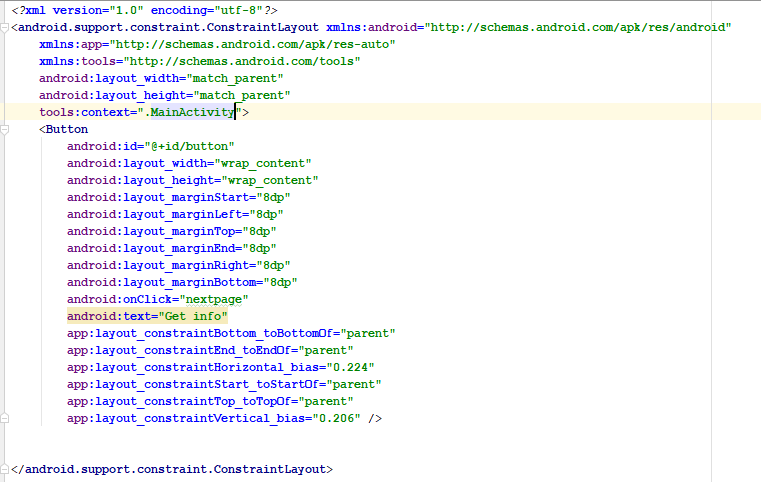 <?xml version="1.0" encoding="utf-8"?>
<android.support.constraint.ConstraintLayout xmlns:android="http://schemas.android.com/apk/res/android"
    xmlns:app="http://schemas.android.com/apk/res-auto"
    xmlns:tools="http://schemas.android.com/tools"
    android:layout_width="match_parent"
    android:layout_height="match_parent"
    tools:context=".MainActivity">
    <Button
        android:id="@+id/button"
        android:layout_width="wrap_content"
        android:layout_height="wrap_content"
        android:layout_marginStart="8dp"
        android:layout_marginLeft="8dp"
        android:layout_marginTop="8dp"
        android:layout_marginEnd="8dp"
        android:layout_marginRight="8dp"
        android:layout_marginBottom="8dp"
        android:onClick="nextpage"
        android:text="Get info"
        app:layout_constraintBottom_toBottomOf="parent"
        app:layout_constraintEnd_toEndOf="parent"
        app:layout_constraintHorizontal_bias="0.224"
        app:layout_constraintStart_toStartOf="parent"
        app:layout_constraintTop_toTopOf="parent"
        app:layout_constraintVertical_bias="0.206" />
</android.support.constraint.ConstraintLayout>